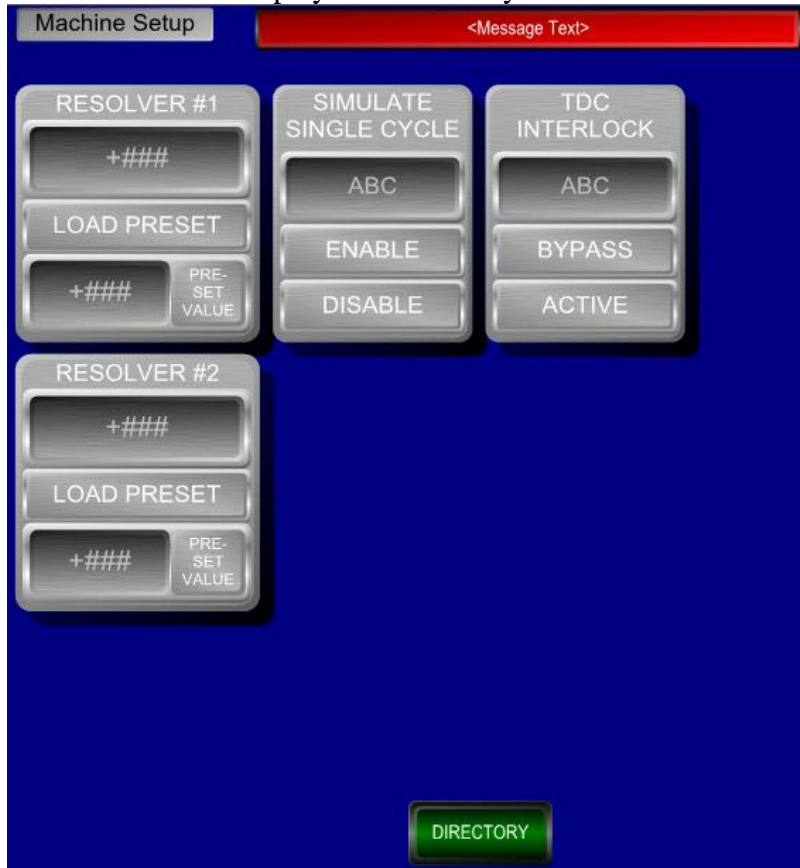 Machine Setup
<Message Text>
RESOLVER #1
+###
LOAD PRESET
+###
PRE-
SET
VALUE
SIMULATE
SINGLE CYCLE
ABC
ENABLE
DISABLE
TDC
INTERLOCK
ABC
BYPASS
ACTIVE
RESOLVER #2
+###
LOAD PRESET
+###
PRE-
SET
VALUE
DIRECTORY